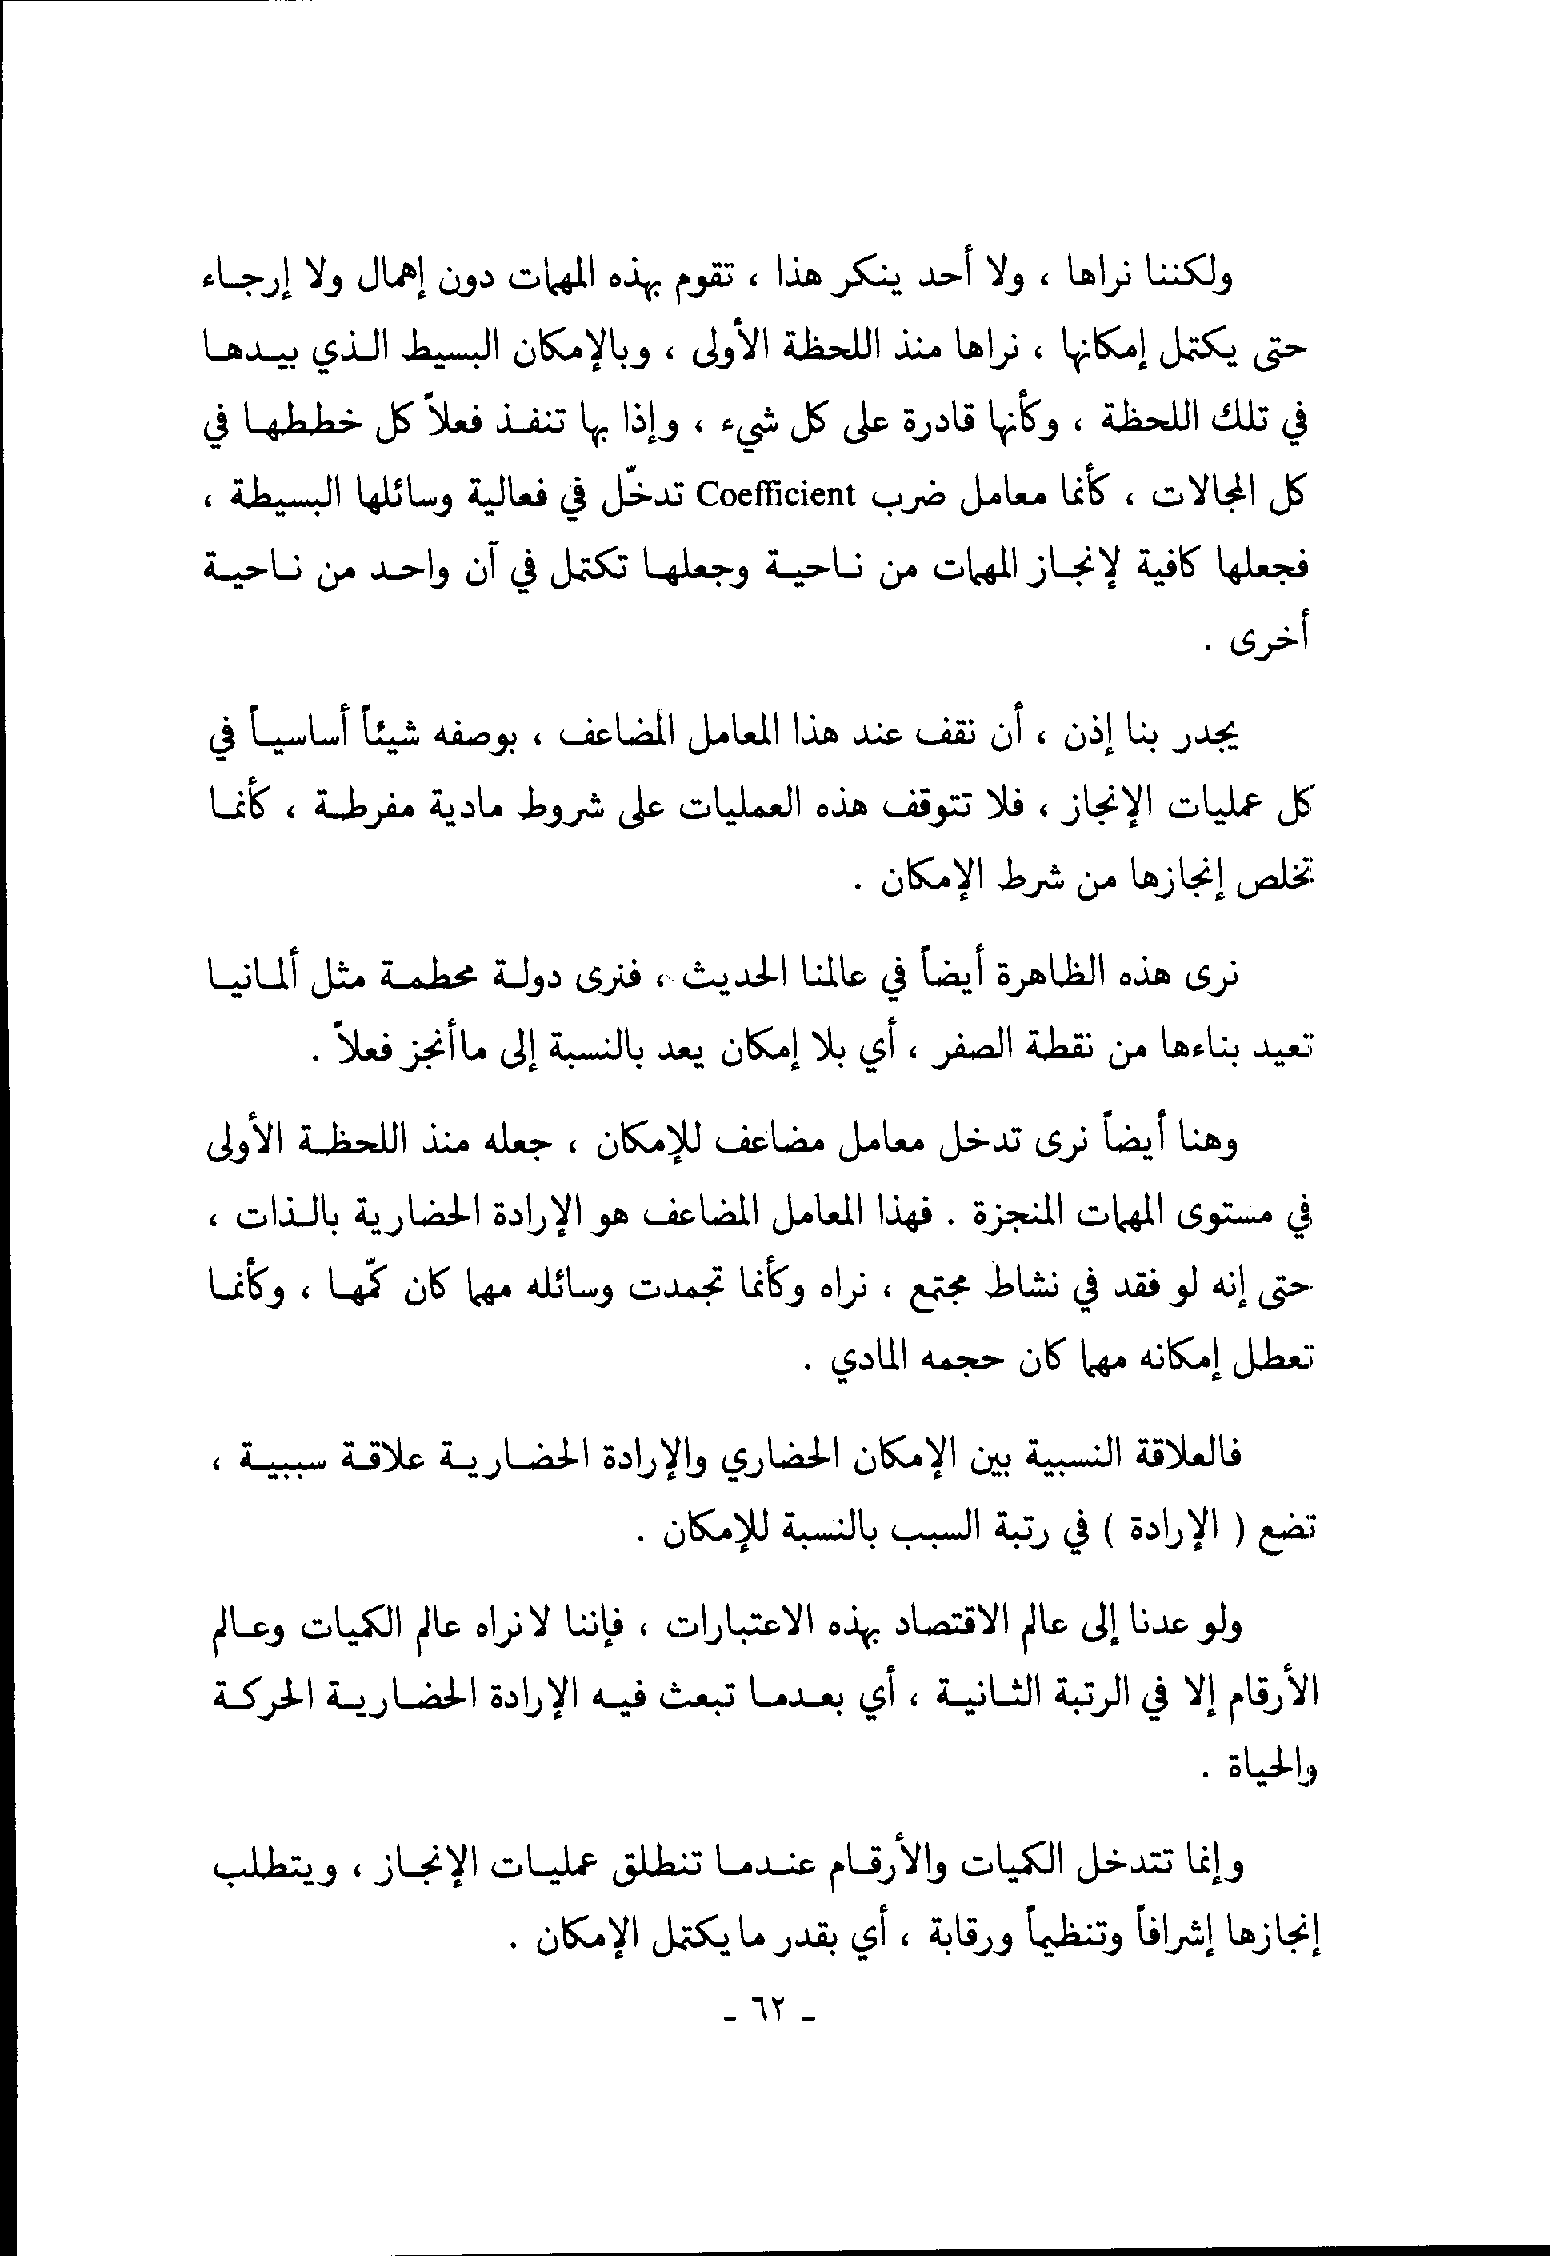 ولكننا نراها ، ولا أحد ينكر هذا ، تقوم بهذه المهات دون إهمال ولا إرجاء
حتى يكتمل إمكانها ، نراها منذ اللحظة الأولى ، وبالإمكان البسيط الذي بيدها
في تلك اللحظة ، وكأنها قادرة على كل شيء ، وإذا بها تنفذ فعلاً كل خططها في
كل المجالات ، كأنما معامل ضرب Coefficient تدخّل في فعالية وسائلها البسيطة ،
فجعلها كافية لإنجاز المهات من ناحية وجعلها تكتمل في آن واحد من ناحية
أخرى .
يجدر بنا إذن ، أن نقف عند هذا المعامل المضاعف ، بوصفه شيئاً أساسياً في
كل عمليات الإنجاز ، فلا تتوقف هذه العمليات على شروط مادية مفرطة ، كأنما
تخلص إنجازها من شرط الإمكان .
نرى هذه الظاهرة أيضاً في عالمنا الحديث ، فنرى دولة محطمة مثل ألمانيا
تعيد بناءها من نقطة الصفر ، أي بلا إمكان يعد بالنسبة إلى ماأنجز فعلاً .
وهنا أيضاً نرى تدخل معامل مضاعف للإمكان ، جعله منذ اللحظة الأولى
في مستوى المهات المنجزة . فهذا المعامل المضاعف هو الإرادة الحضارية بالذات ،
حتى إنه لو فقد في نشاط مجتمع ، نراه وكأنما تجمدت وسائله مهما كان كمّها ، وكأنما
تعطل إمكانه مهما كان حجمه المادي .
فالعلاقة النسبية بين الإمكان الحضاري والإرادة الحضارية علاقة سببية ،
تضع ( الإرادة ) في رتبة السبب بالنسبة للإمكان .
ولو عدنا إلى عالم الاقتصاد بهذه الاعتبارات ، فإننا لانراه عالم الكميات وعالم
الأرقام إلا في الرتبة الثانية ، أي بعدما تبعث فيه الإرادة الحضارية الحركة
والحياة .
وإنما تتدخل الكميات والأرقام عندما تنطلق عمليات الإنجاز ، ويتطلب
إنجازها إشرافاً وتنظيماً ورقابة ، أي بقدر مايكتمل الإمكان .
ـ ٦٢ ـ